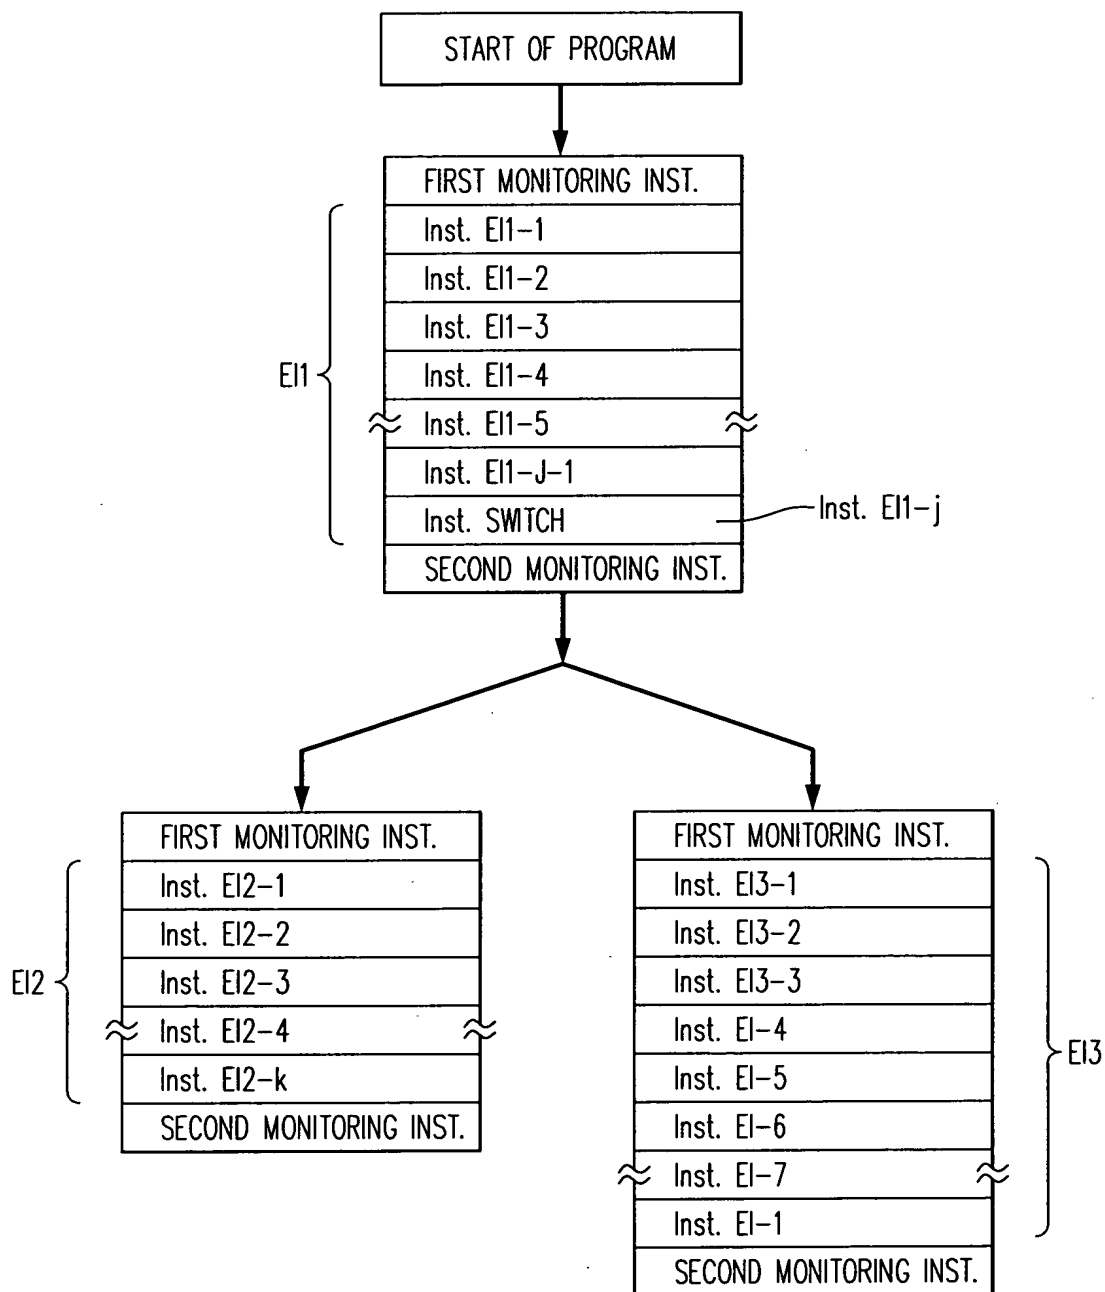 START OF PROGRAM
FIRST MONITORING INST.
Inst. EI1-1
Inst. EI1-2
Inst. EI1-3
Inst. EI1-4
EI1
Inst. EI1-5
Inst. EI1-J-1
Inst. SWITCH
Inst. EI1-j
SECOND MONITORING INST.
FIRST MONITORING INST.
Inst. EI2-1
Inst. EI2-2
EI2
Inst. EI2-3
Inst. EI2-4
Inst. EI2-k
SECOND MONITORING INST.
FIRST MONITORING INST.
Inst. EI3-1
Inst. EI3-2
Inst. EI3-3
Inst. EI-4
EI3
Inst. EI-5
Inst. EI-6
Inst. EI-7
Inst. EI-1
SECOND MONITORING INST.